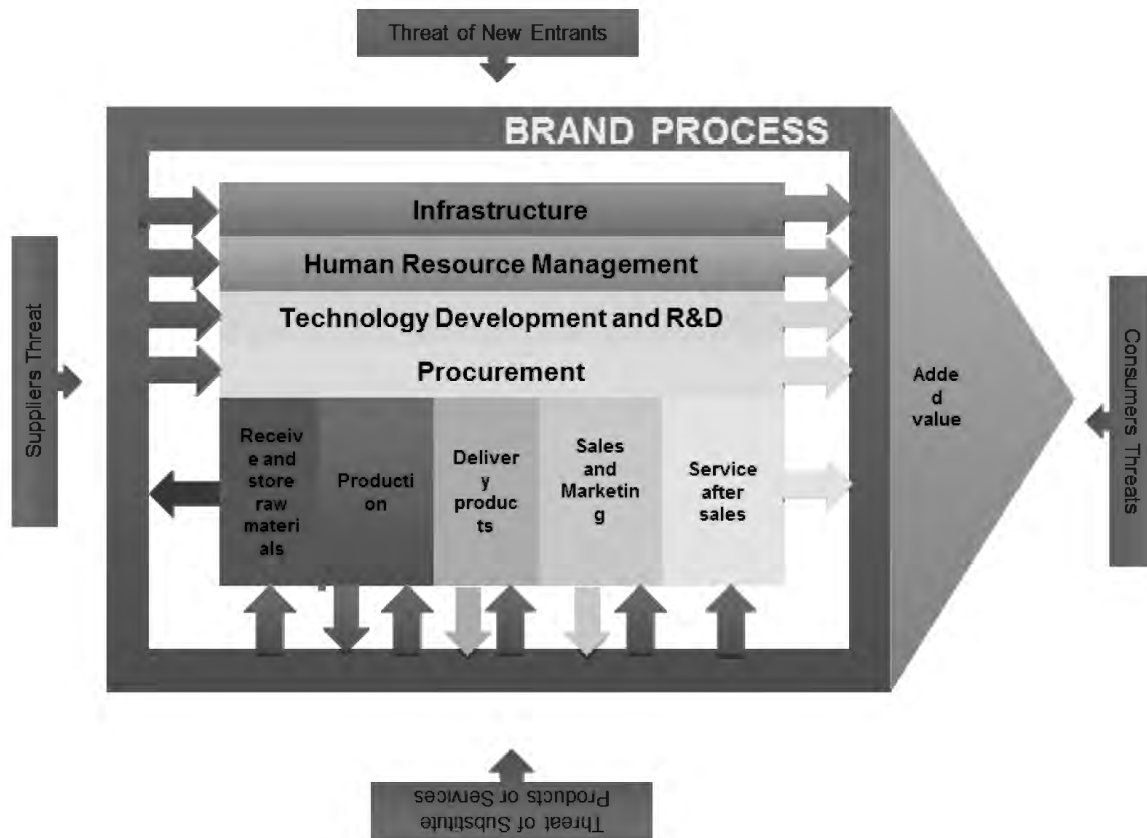 Threat of New Entrants
BRAND PROCESS
Infrastructure
Human Resource Management
Technology Development and R&D
Procurement
Receiv
e and
store
raw
materi
als
Producti
on
Deliver
y
produc
ts
Sales
and
Marketin
g
Service
after
sales
Adde
d
value
Suppliers Threat
Consumers Threats
Threat of Substitute
Products or Services